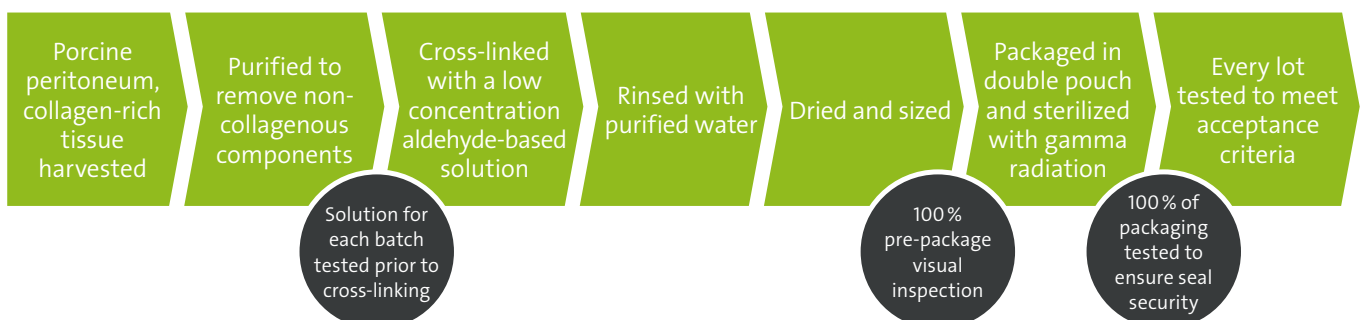 Porcine
peritoneum,
collagen-rich
tissue
harvested
Purified to
remove non-
collagenous
components
Cross-linked
with a low
concentration
aldehyde-based
solution
Rinsed with
purified water
Dried and sized
Packaged in
double pouch
and sterilized
with gamma
radiation
Every lot
tested to meet
acceptance
criteria
Solution for
each batch
tested prior to
cross-linking
100 %
pre-package
visual
inspection
100 % of
packaging
tested to
ensure seal
security